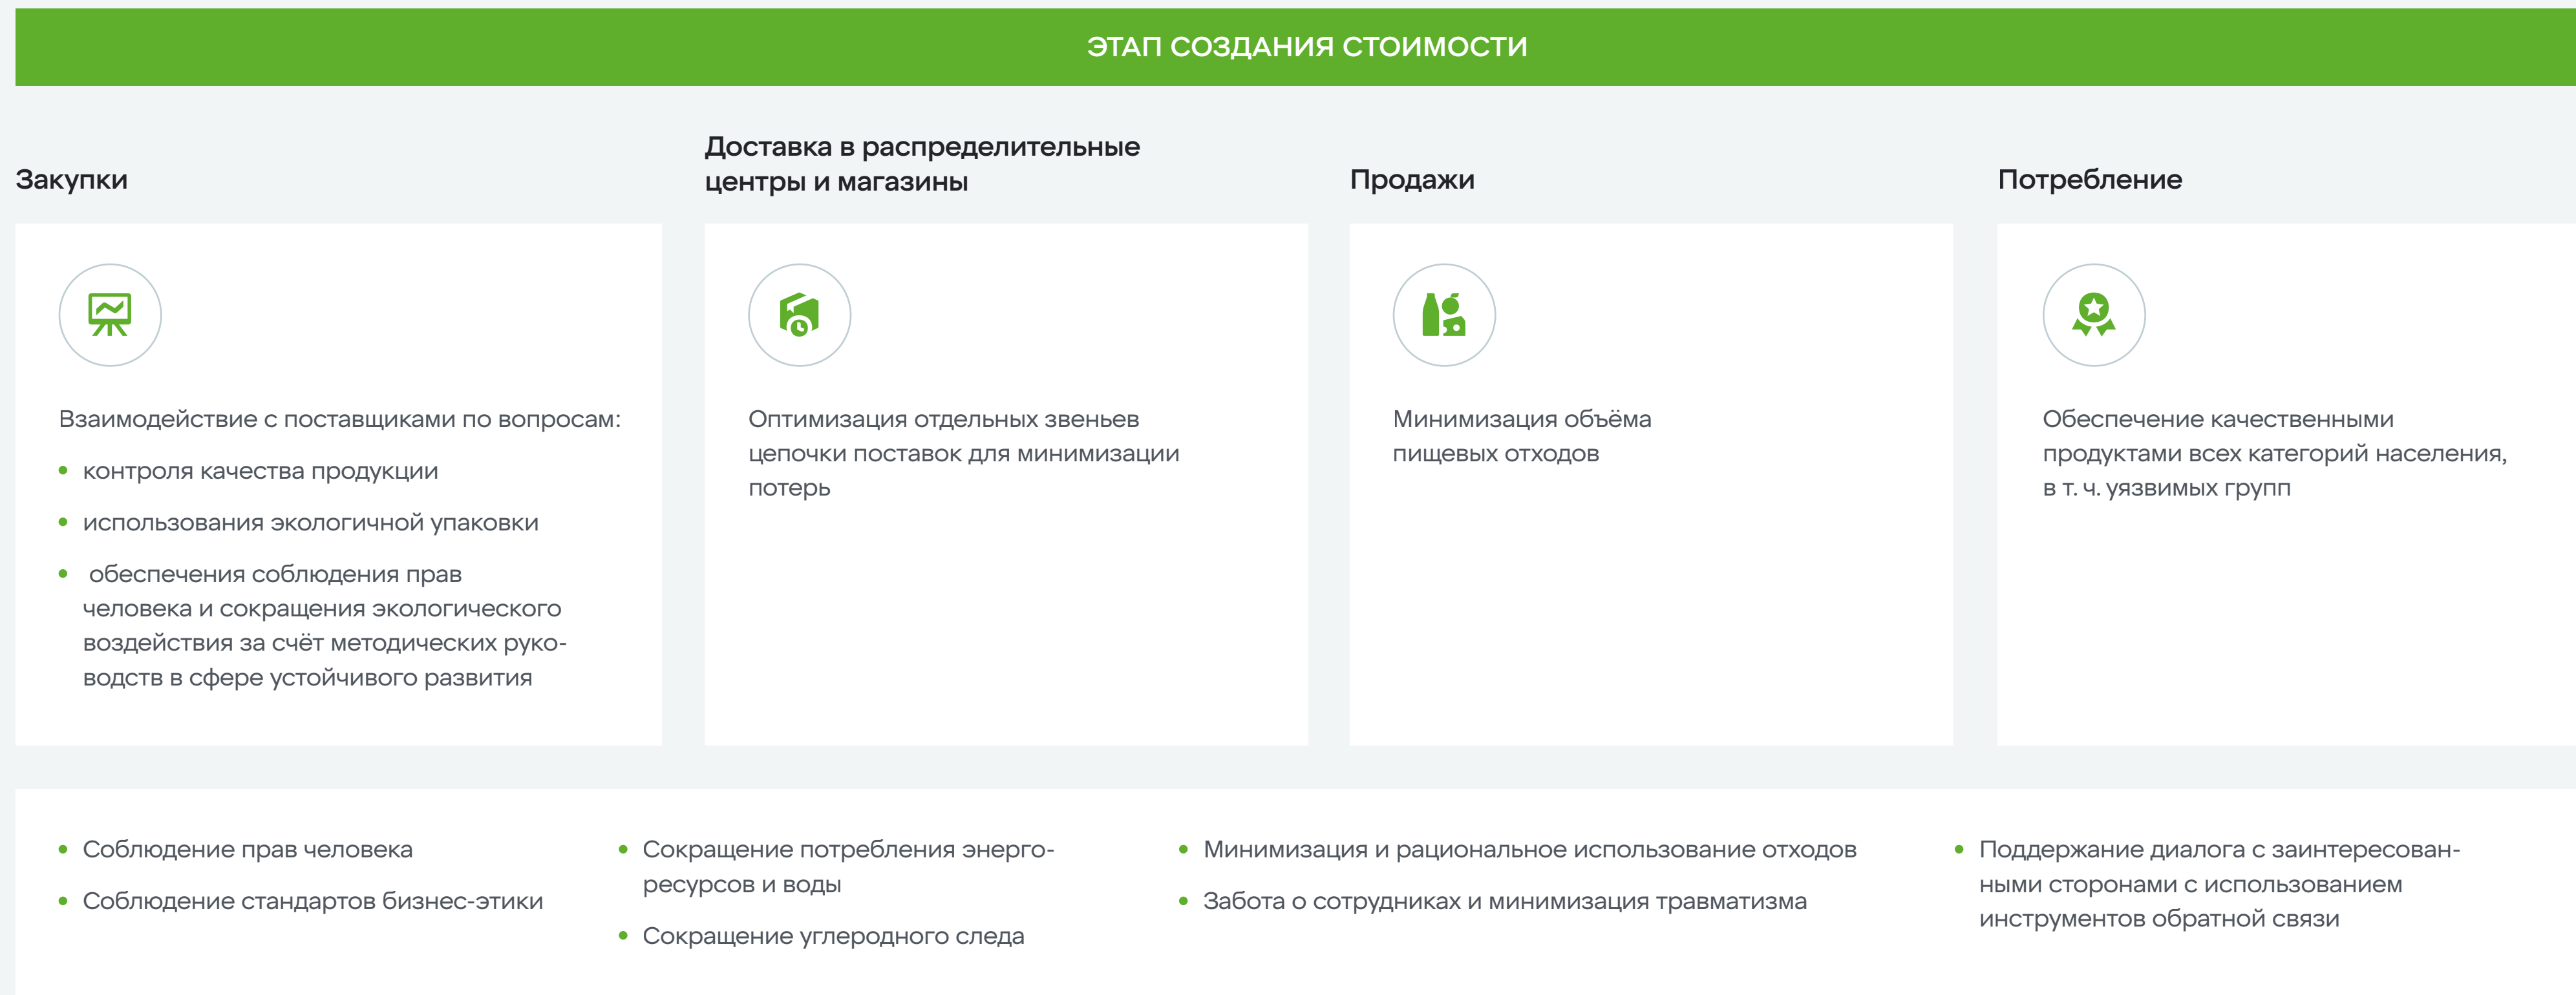 ЭТАП СОЗДАНИЯ СТОИМОСТИ
Закупки
Доставка в распределительные
центры и магазины
Продажи
Потребление
Взаимодействие с поставщиками по вопросам:
• контроля качества продукции
• использования экологичной упаковки
• обеспечения соблюдения прав
человека и сокращения экологического
воздействия за счёт методических руко-
водств в сфере устойчивого развития
Оптимизация отдельных звеньев
цепочки поставок для минимизации
потерь
Минимизация объёма
пищевых отходов
Обеспечение качественными
продуктами всех категорий населения,
в т. ч. уязвимых групп
• Соблюдение прав человека
• Соблюдение стандартов бизнес-этики
• Сокращение потребления энерго-
ресурсов и воды
• Сокращение углеродного следа
• Минимизация и рациональное использование отходов
• Забота о сотрудниках и минимизация травматизма
• Поддержание диалога с заинтересован-
ными сторонами с использованием
инструментов обратной связи